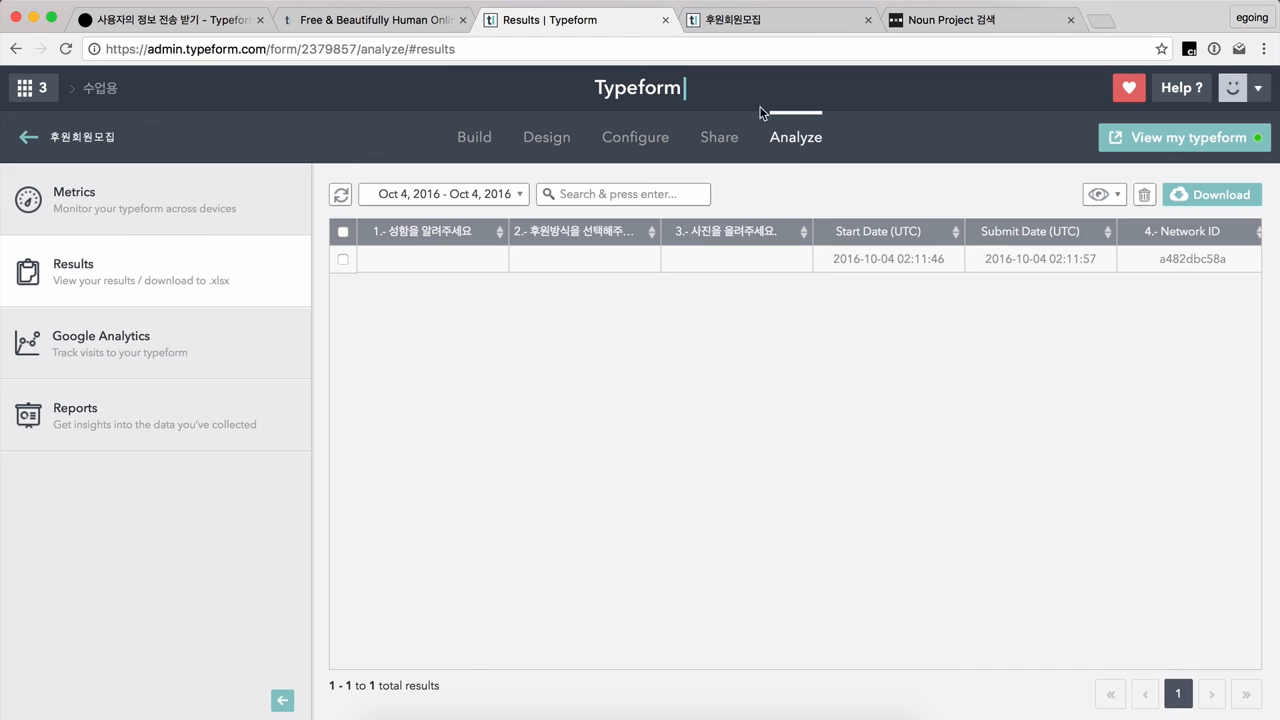 사용자의 정보 전송 받기 - Typeform
Free & Beautifully Human Onli
Results | Typeform
후원회원모집
Noun Project 검색
egoing
https://admin.typeform.com/form/2379857/analyze/#results
3
수업용
Typeform
Help ?
후원회원모집
Build
Design
Configure
Share
Analyze
View my typeform
Metrics
Monitor your typeform across devices
Results
View your results / download to .xlsx
Google Analytics
Track visits to your typeform
Reports
Get insights into the data you've collected
Oct 4, 2016 - Oct 4, 2016
Search & press enter...
Download
1.- 성함을 알려주세요
2.- 후원방식을 선택해주...
3.- 사진을 올려주세요.
Start Date (UTC)
Submit Date (UTC)
4.- Network ID
2016-10-04 02:11:46
2016-10-04 02:11:57
a482dbc58a
1 - 1 to 1 total results
« ‹ 1 › »